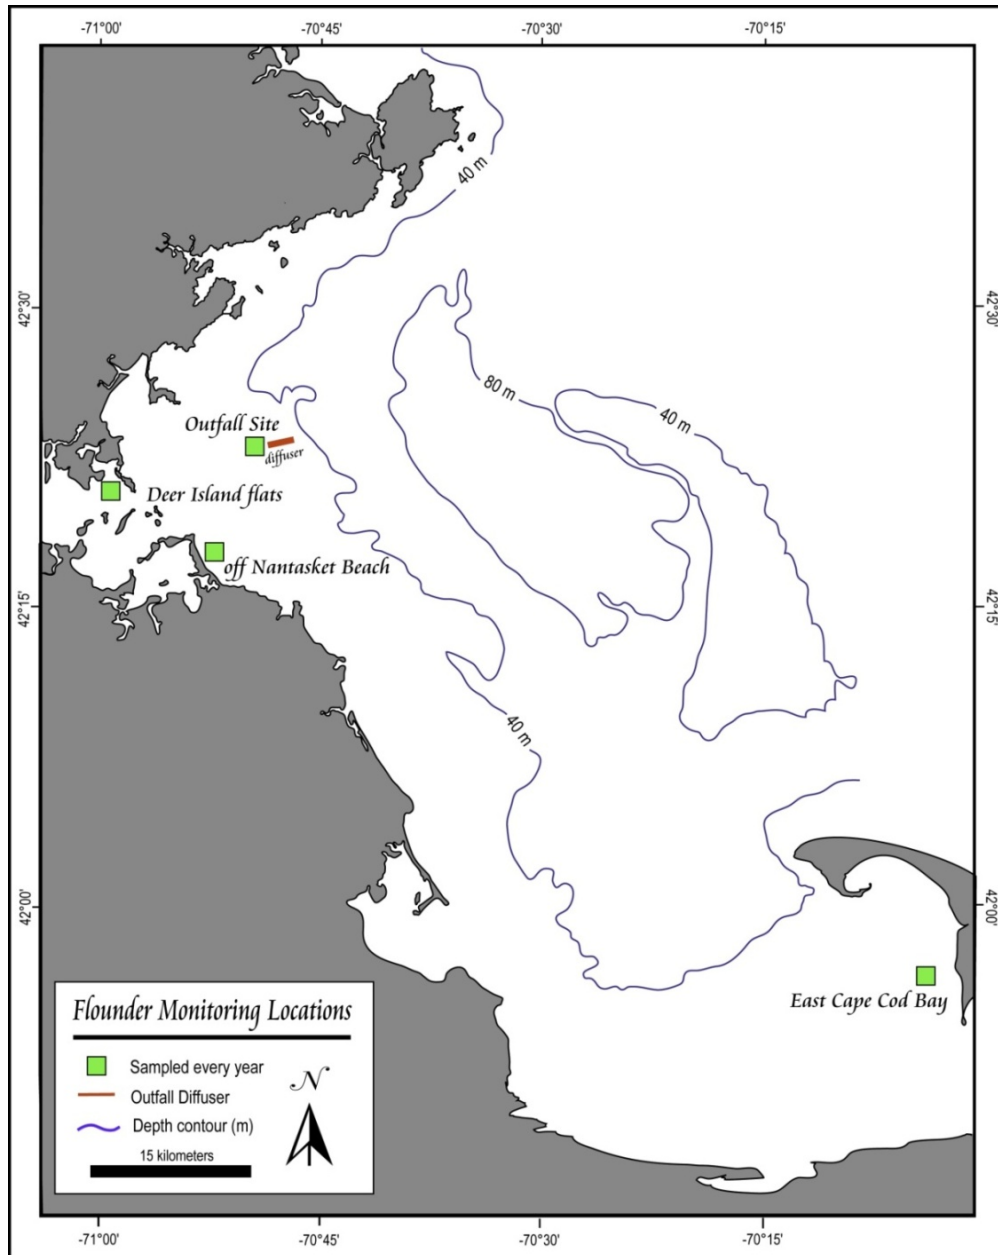 -71°00'
-70°45'
-70°30'
-70°15'
40 m
42°30'
42°30'
80 m
40 m
Outfall Site
diffuser
Deer Island flats
off Nantasket Beach
42°15'
42°15'
40 m
42°00'
42°00'
East Cape Cod Bay
Flounder Monitoring Locations
Sampled every year
N
Outfall Diffuser
Depth contour (m)
15 kilometers
-71°00'
-70°45'
-70°30'
-70°15'